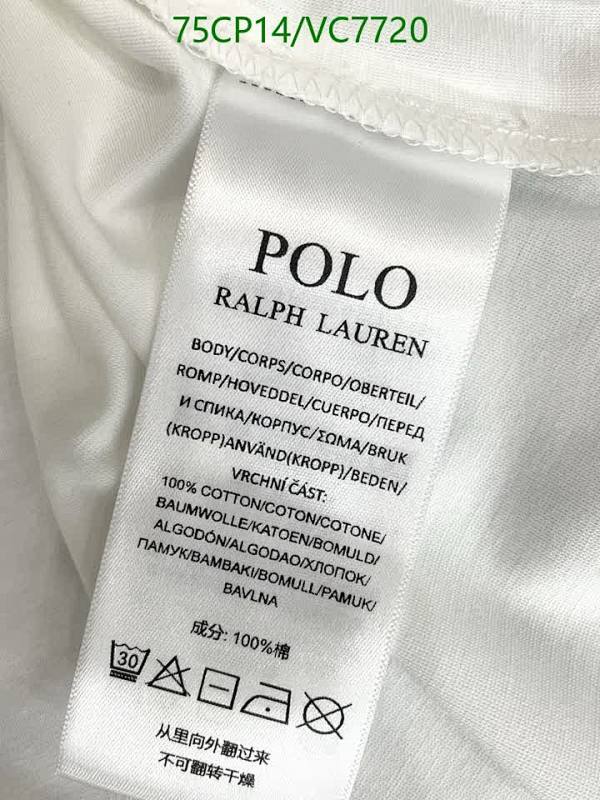 75CP14/VC7720
POLO
RALPH LAUREN
BODY/CORPS/CORPO/OBERTEIL/
ROMP/HOVEDDEL/CUERPO/ПЕРЕД
И СПИКА/КОРПУС/ΣΩΜΑ/BRUK
(KROPP)ANVÄND(KROPP)/BEDEN/
VRCHNÍ ČÁST:
100% COTTON/COTON/COTONE/
BAUMWOLLE/KATOEN/BOMULD/
ALGODÓN/ALGODAO/ХЛОПОК/
ПАМУК/BAMBAKI/BOMULL/PAMUK/
BAVLNA
成分: 100%棉
30
从里向外翻过来
不可翻转干燥